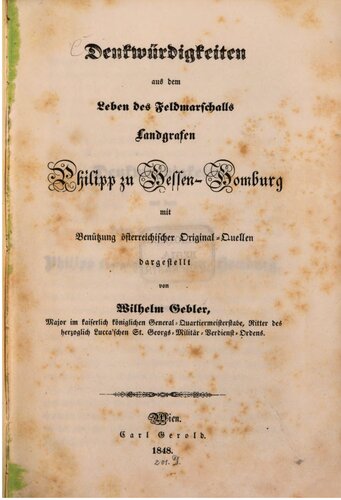 Denkwürdigkeiten
aus dem
Leben des Feldmarschalls
Landgrafen
Philipp zu Hessen-Homburg
mit
Benützung österreichischer Original-Quellen
dargestellt
von
Wilhelm Gebler,
Major im kaiserlich königlichen General-Quartiermeisterstabe, Ritter des
herzoglich Lucca'schen St. Georgs-Militär-Verdienst-Ordens.
Wien.
Carl Gerold.
1848.